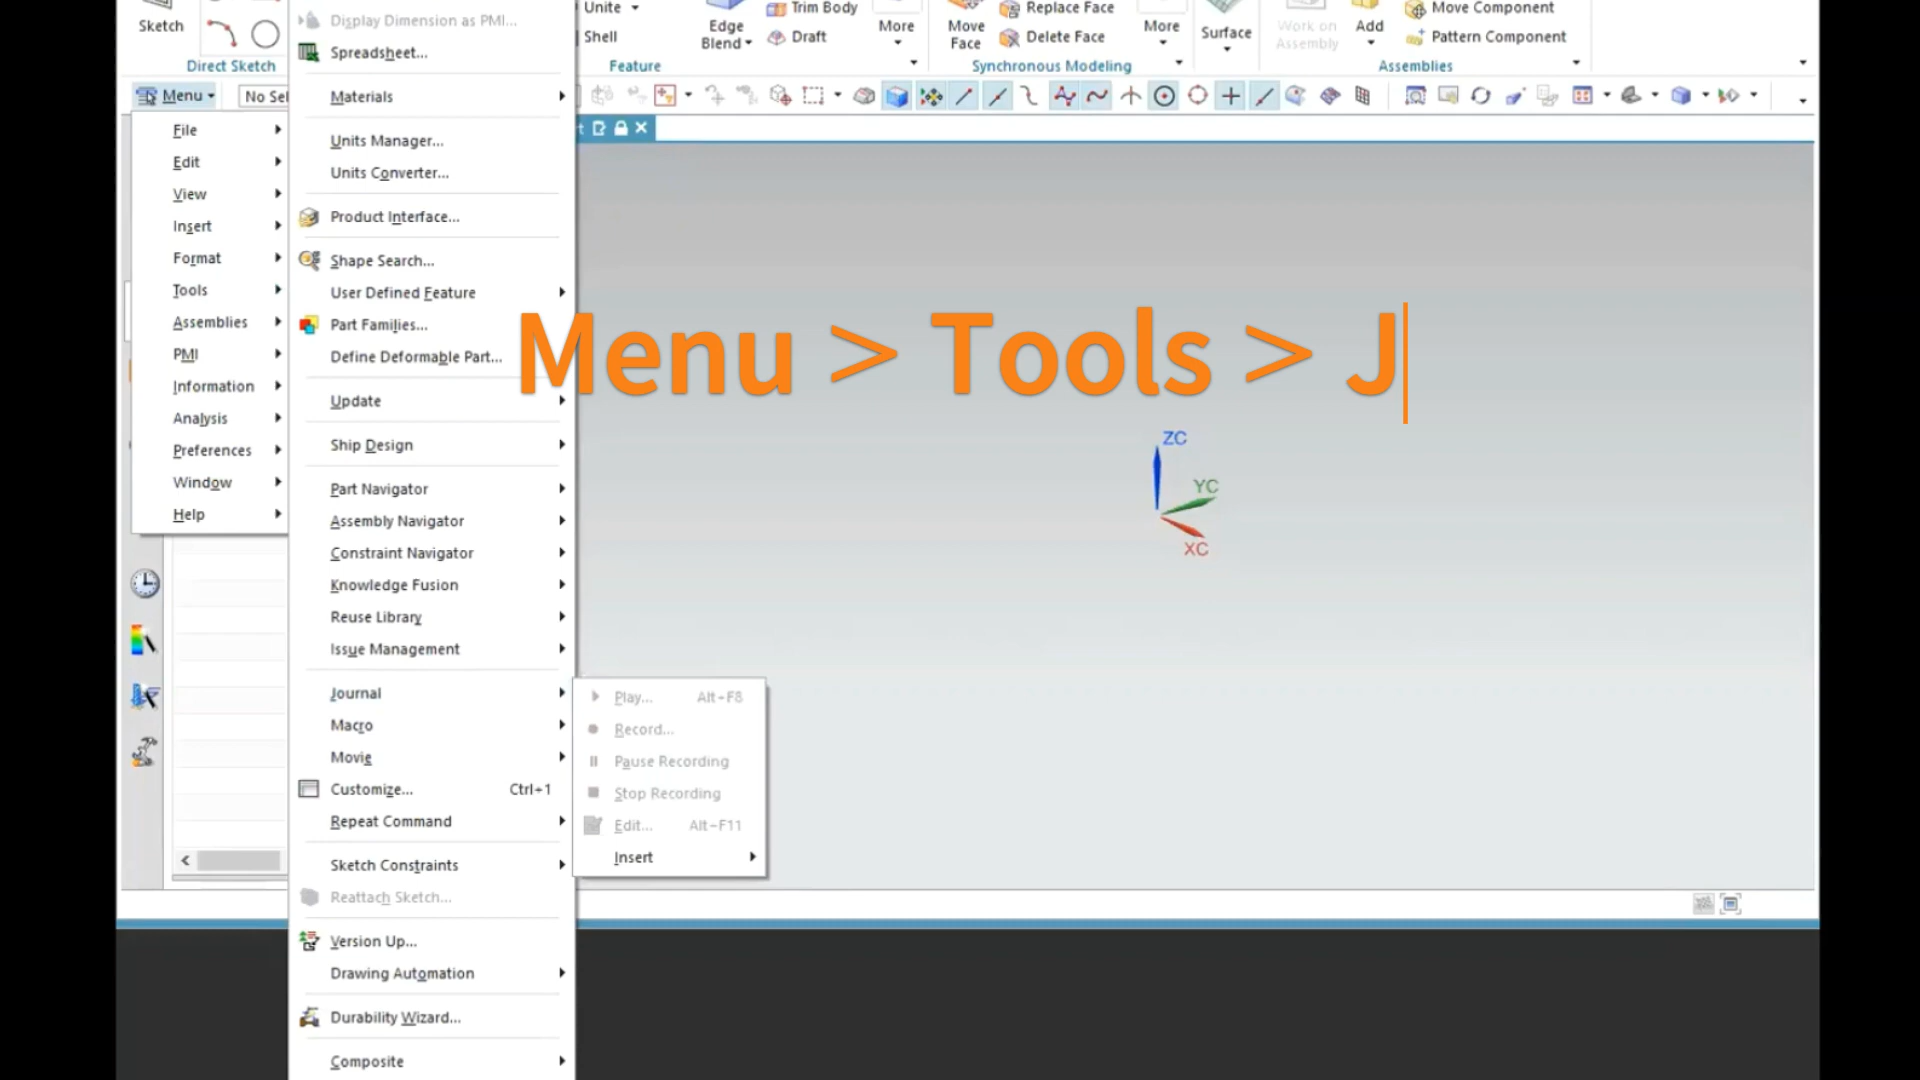 Sketch
Direct Sketch
Unite
Shell
Edge
Blend
Trim Body
Draft
More
Feature
Move
Face
Replace Face
Delete Face
More
Synchronous Modeling
Surface
Work on
Assembly
Add
Move Component
Pattern Component
Assemblies
Menu
No Sel
File
Edit
View
Insert
Format
Tools
Assemblies
PMI
Information
Analysis
Preferences
Window
Help
Display Dimension as PMI...
Spreadsheet...
Materials
Units Manager...
Units Converter...
Product Interface...
Shape Search...
User Defined Feature
Part Families...
Define Deformable Part...
Update
Ship Design
Part Navigator
Assembly Navigator
Constraint Navigator
Knowledge Fusion
Reuse Library
Issue Management
Journal
Macro
Movie
Customize... Ctrl+1
Repeat Command
Sketch Constraints
Reattach Sketch...
Version Up...
Drawing Automation
Durability Wizard...
Composite
Play... Alt-F8
Record...
Pause Recording
Stop Recording
Edit... Alt-F11
Insert
Menu > Tools > J
ZC
YC
XC